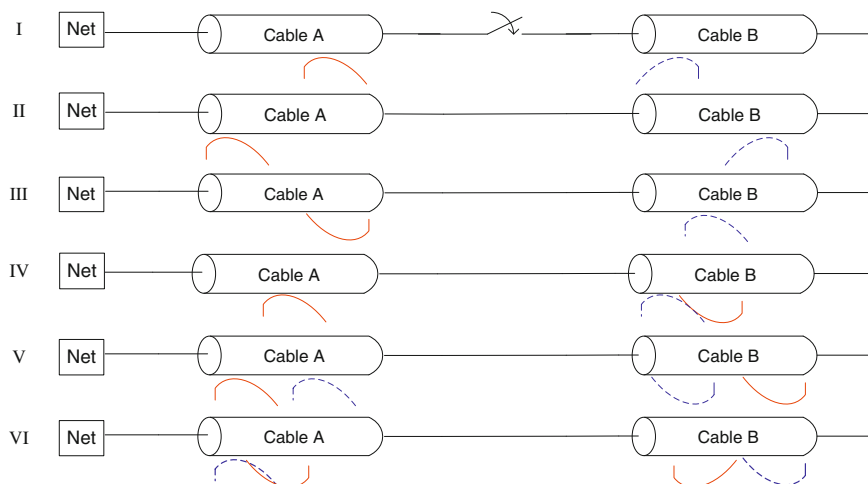 I Net Cable A Cable B
II Net Cable A Cable B
III Net Cable A Cable B
IV Net Cable A Cable B
V Net Cable A Cable B
VI Net Cable A Cable B